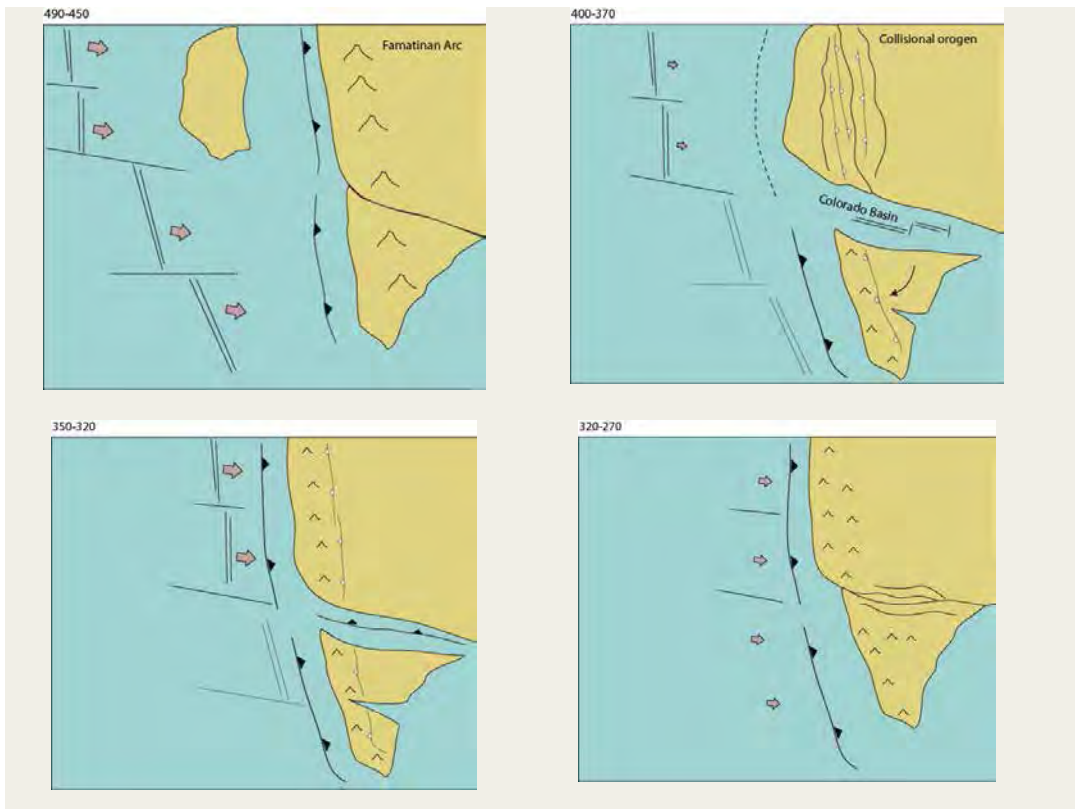 490-450
Famatinan Arc
400-370
Collisional orogen
Colorado Basin
350-320
320-270